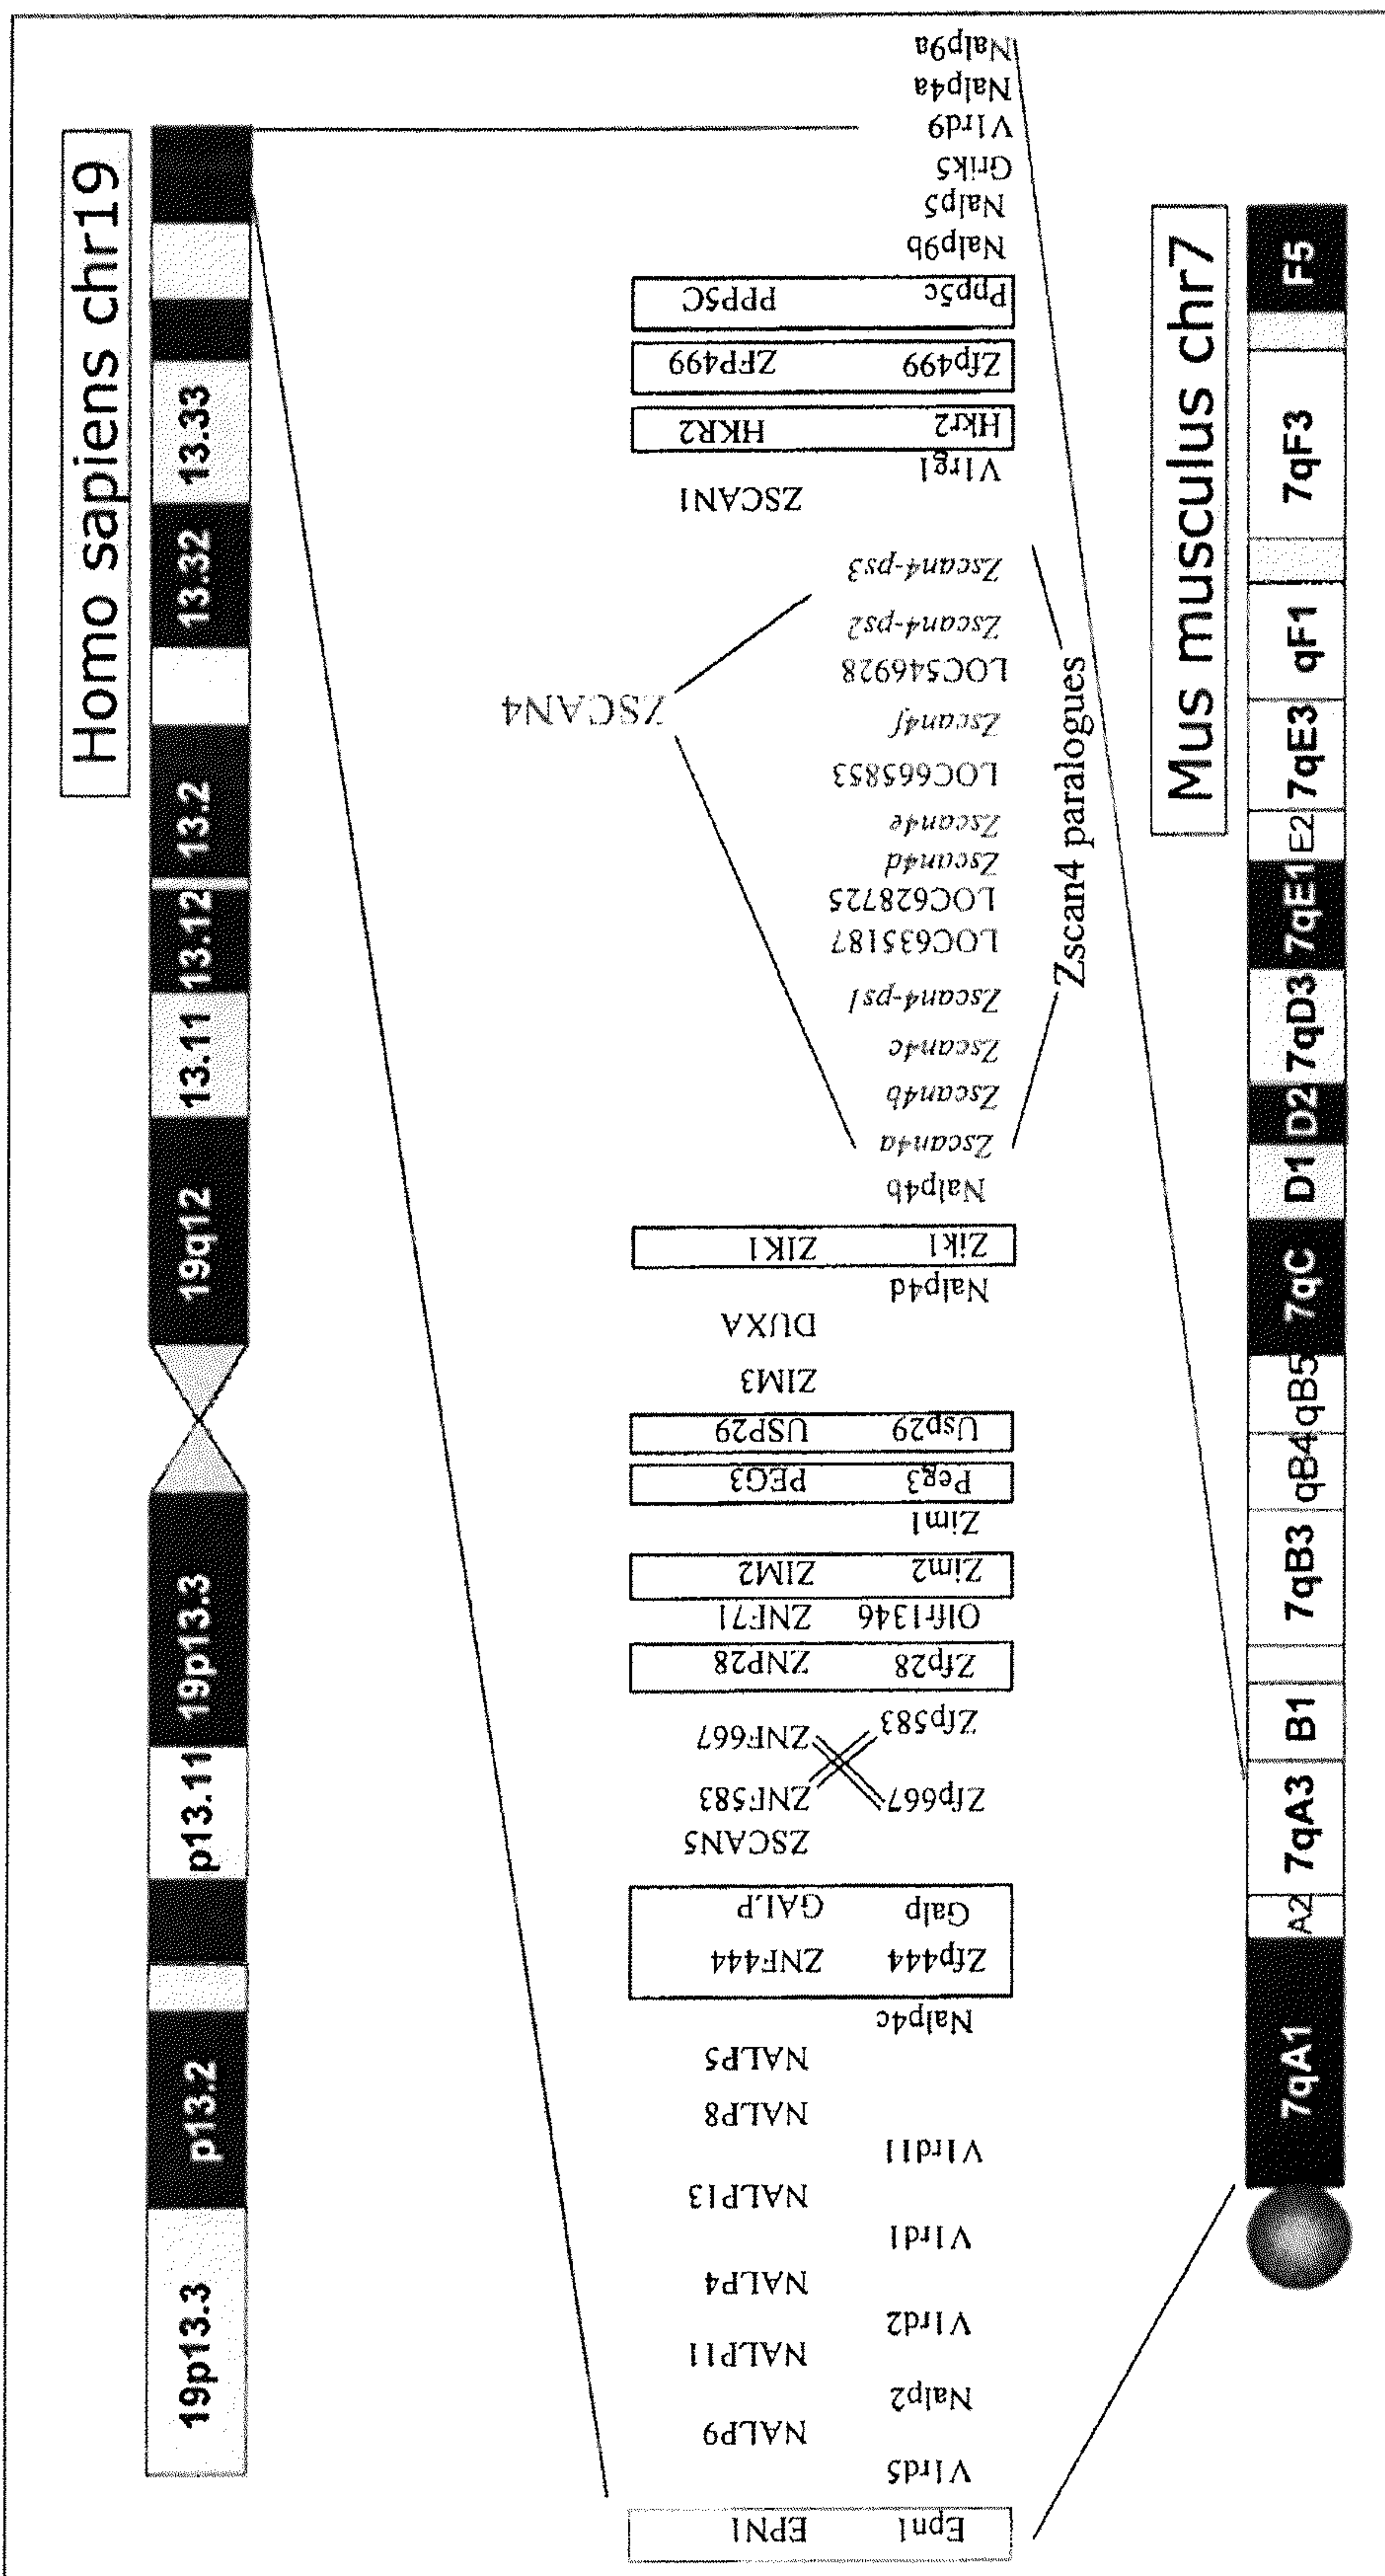 Homo sapiens chr19
19p13.3
p13.2
p13.11
19p13.3
19q12
13.11
13.12
13.2
13.32
13.33
EPN1
NALP9
NALP11
NALP4
NALP13
NALP8
NALP5
ZNF444
GALP
ZSCAN5
ZNF583
ZNF667
ZNP28
ZNF71
ZIM2
PEG3
USP29
ZIM3
DUXA
ZIK1
ZSCAN4
ZSCAN1
HKR2
ZFP499
PPP5C
Epn1
V1rd5
Nalp2
V1rd2
V1rd1
V1rd11
Nalp4c
Zfp444
Galp
Zfp667
Zfp583
Zfp28
Olfr1346
Zim2
Zim1
Peg3
Usp29
Nalp4d
Zik1
Nalp4b
Zscan4a
Zscan4b
Zscan4c
Zscan4-ps1
LOC635187
LOC628725
Zscan4d
Zscan4e
LOC665853
Zscan4f
LOC546928
Zscan4-ps2
Zscan4-ps3
V1rg1
Hkr2
Zfp499
Ppp5c
Nalp9b
Nalp5
Grik5
V1rd9
Nalp4a
Nalp9a
Zscan4 paralogues
Mus musculus chr7
7qA1
A2
7qA3
B1
7qB3
qB4
qB5
7qC
D1
D2
7qD3
7qE1
E2
7qE3
qF1
7qF3
F5